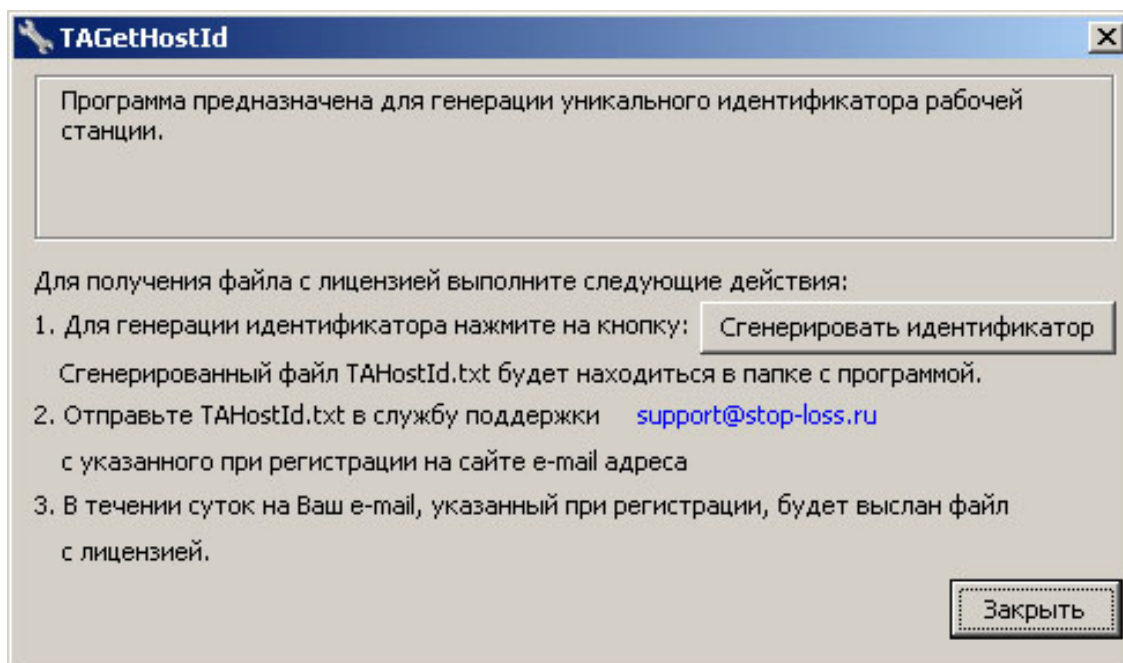 TAGetHostId
Программа предназначена для генерации уникального идентификатора рабочей
станции.
Для получения файла с лицензией выполните следующие действия:
1. Для генерации идентификатора нажмите на кнопку: Сгенерировать идентификатор
Сгенерированный файл TAHostId.txt будет находиться в папке с программой.
2. Отправьте TAHostId.txt в службу поддержки support@stop-loss.ru
с указанного при регистрации на сайте e-mail адреса
3. В течении суток на Ваш e-mail, указанный при регистрации, будет выслан файл
с лицензией.
Закрыть